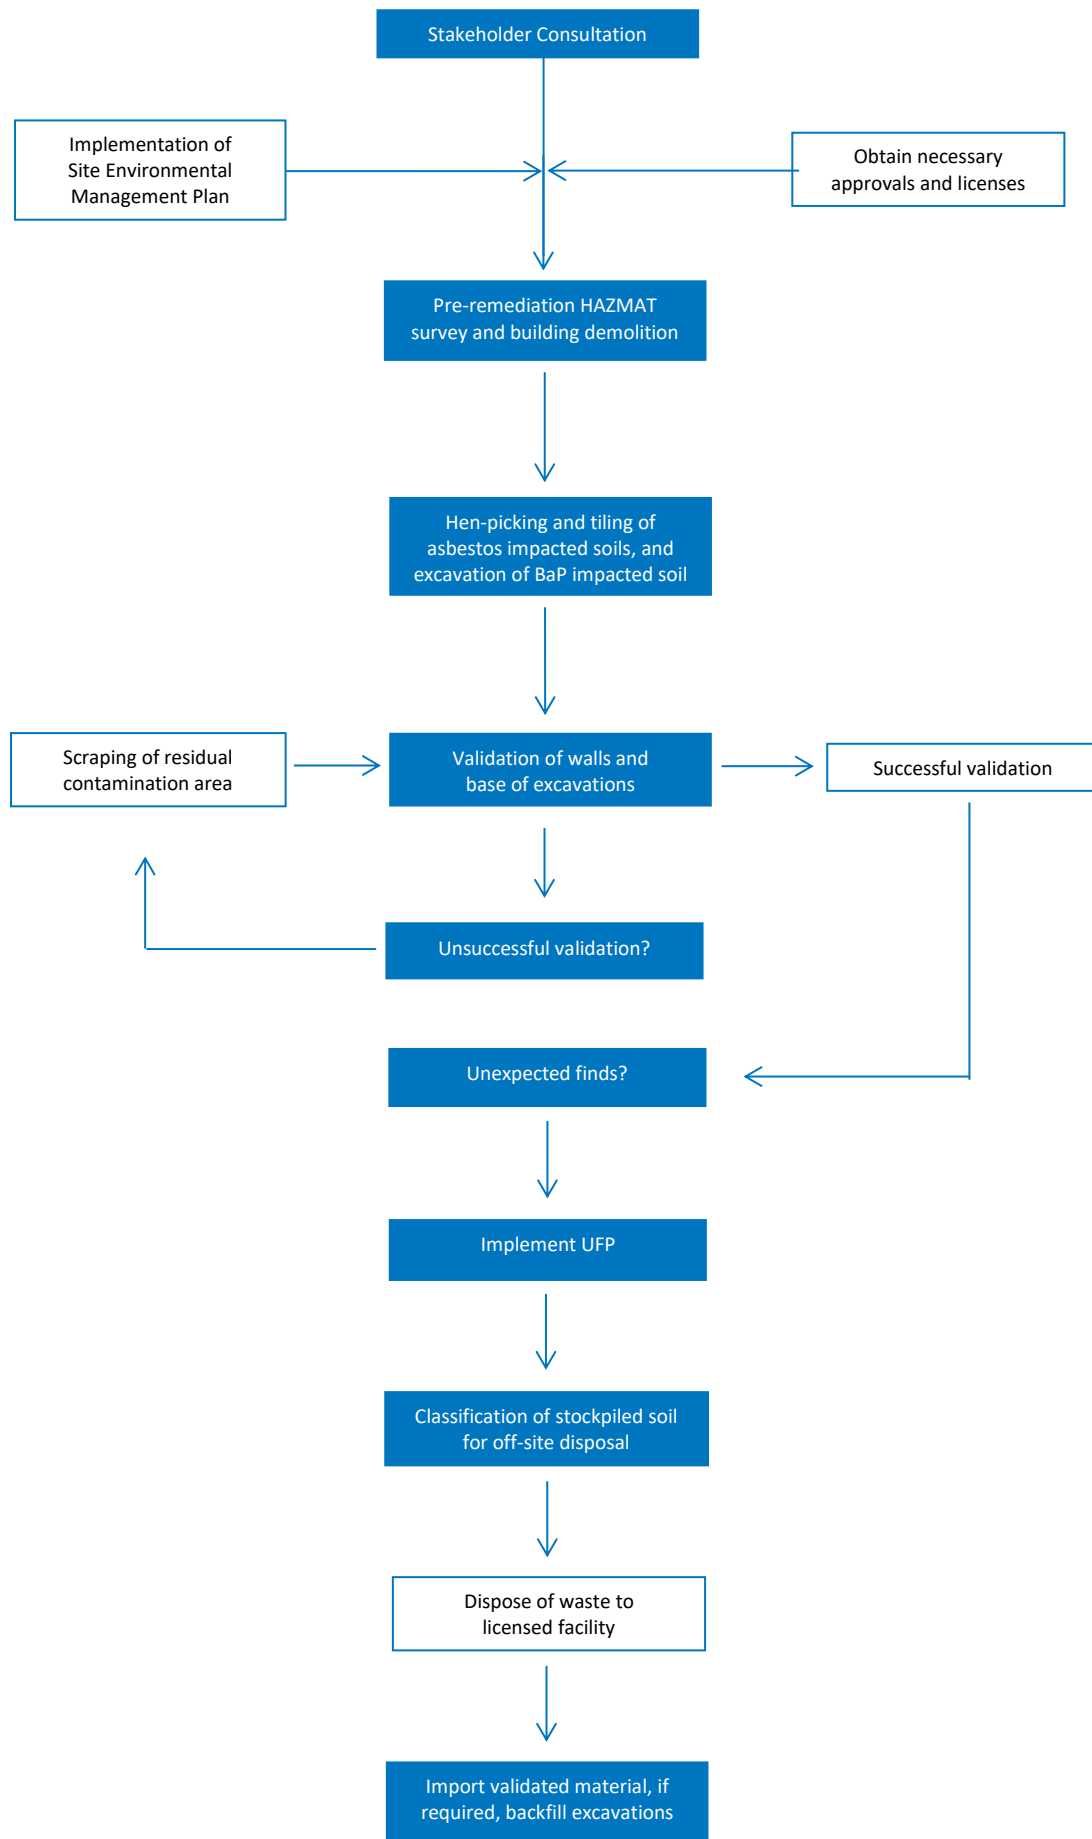 Stakeholder Consultation
Implementation of
Site Environmental
Management Plan
Obtain necessary
approvals and licenses
Pre-remediation HAZMAT
survey and building demolition
Hen-picking and tiling of
asbestos impacted soils, and
excavation of BaP impacted soil
Scraping of residual
contamination area
Validation of walls and
base of excavations
Successful validation
Unsuccessful validation?
Unexpected finds?
Implement UFP
Classification of stockpiled soil
for off-site disposal
Dispose of waste to
licensed facility
Import validated material, if
required, backfill excavations